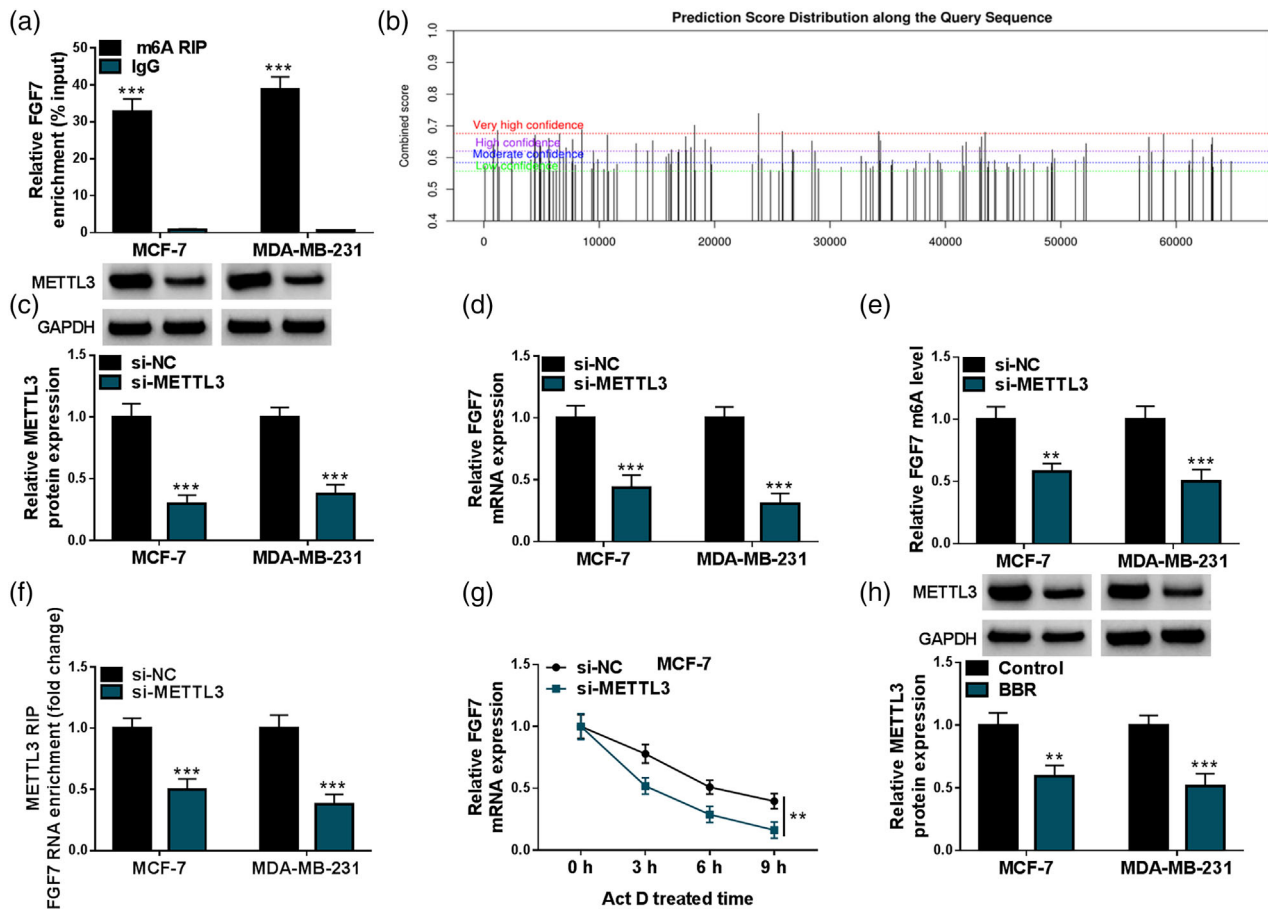 (a)
Relative FGF7
enrichment (% input)
50
40
30
20
10
0
m6A RIP
IgG
***
***
MCF-7
MDA-MB-231
(b)
Prediction Score Distribution along the Query Sequence
Combined score
1.0
0.9
0.8
0.7
0.6
0.5
0.4
Very high confidence
High confidence
Moderate confidence
Low confidence
0
10000
20000
30000
40000
50000
60000
(c)
METTL3
GAPDH
Relative METTL3
protein expression
1.5
1.0
0.5
0.0
si-NC
si-METTL3
***
***
MCF-7
MDA-MB-231
(d)
Relative FGF7
mRNA expression
1.5
1.0
0.5
0.0
si-NC
si-METTL3
***
***
MCF-7
MDA-MB-231
(e)
Relative FGF7 m6A level
1.5
1.0
0.5
0.0
si-NC
si-METTL3
**
***
MCF-7
MDA-MB-231
(f)
METTL3 RIP
FGF7 RNA enrichment (fold change)
1.5
1.0
0.5
0.0
si-NC
si-METTL3
***
***
MCF-7
MDA-MB-231
(g)
Relative FGF7
mRNA expression
1.5
1.0
0.5
0.0
si-NC
si-METTL3
MCF-7
**
0 h
3 h
6 h
9 h
Act D treated time
(h)
METTL3
GAPDH
Relative METTL3
protein expression
1.5
1.0
0.5
0.0
Control
BBR
**
***
MCF-7
MDA-MB-231